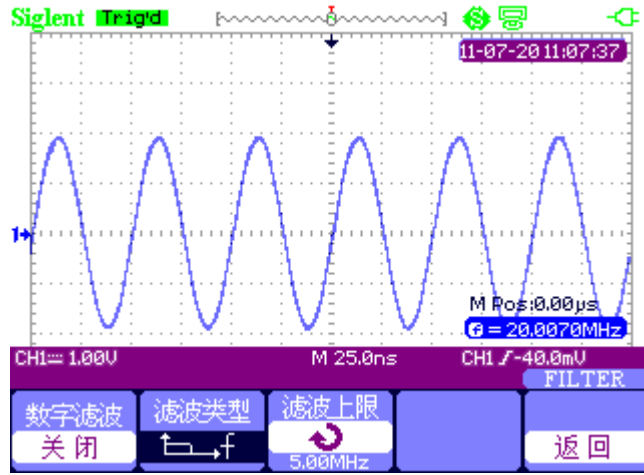 Siglent Trig'd
11-07-20 11:07:37
1
M Pos:0.00µs
f = 20.0070MHz
CH1 1.00V M 25.0ns CH1 -40.0mV
FILTER
数字滤波 滤波类型 滤波上限
关闭 f 5.00MHz 返回